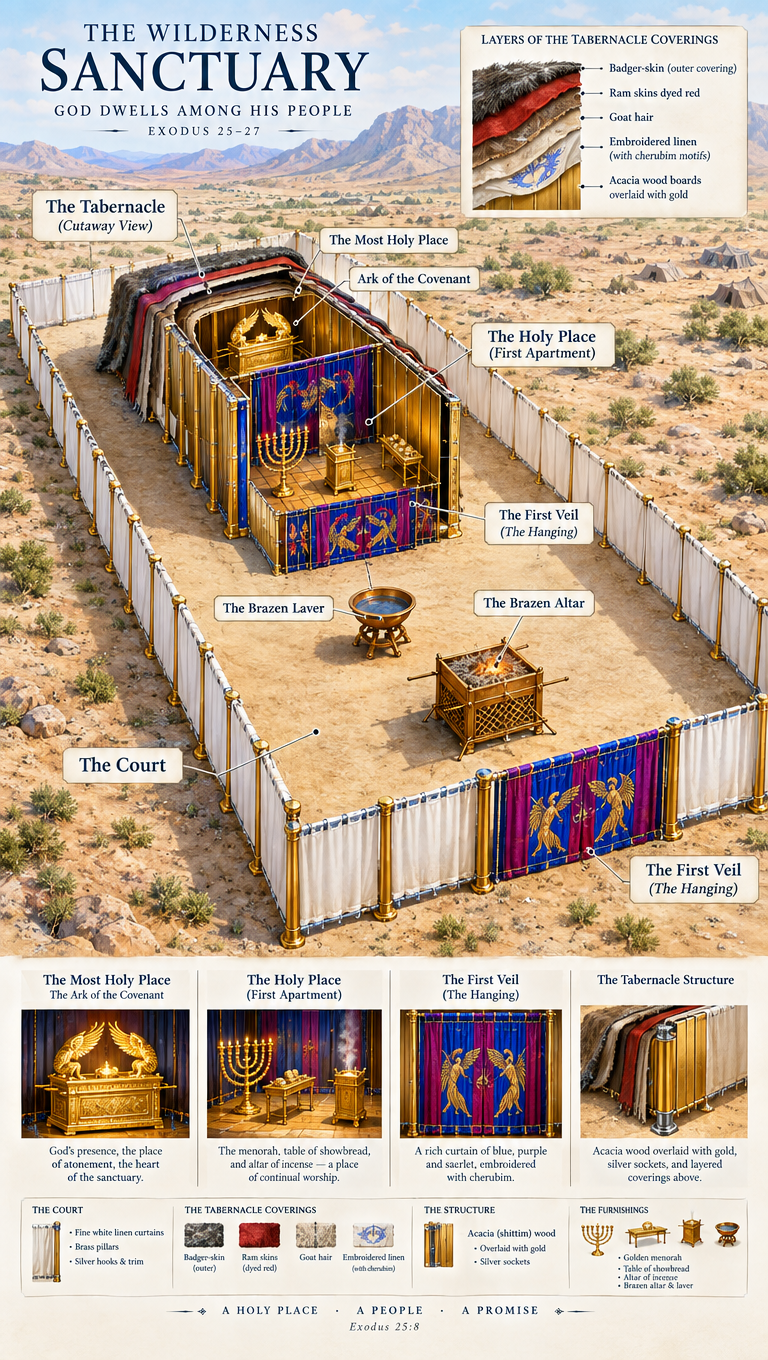 THE WILDERNESS
SANCTUARY
GOD DWELLS AMONG HIS PEOPLE
EXODUS 25–27
LAYERS OF THE TABERNACLE COVERINGS
Badger-skin (outer covering)
Ram skins dyed red
Goat hair
Embroidered linen
(with cherubim motifs)
Acacia wood boards
overlaid with gold
The Tabernacle
(Cutaway View)
The Most Holy Place
Ark of the Covenant
The Holy Place
(First Apartment)
The First Veil
(The Hanging)
The Brazen Laver
The Brazen Altar
The Court
The First Veil
(The Hanging)
The Most Holy Place
The Ark of the Covenant
God's presence, the place
of atonement, the heart
of the sanctuary.
The Holy Place
(First Apartment)
The menorah, table of showbread,
and altar of incense — a place
of continual worship.
The First Veil
(The Hanging)
A rich curtain of blue, purple
and saerlet, embroidered
with cherubim.
The Tabernacle Structure
Acacia wood overlaid with gold,
silver sockets, and layered
coverings above.
THE COURT
• Fine white linen curtains
• Brass pillars
• Silver hooks & trim
THE TABERNACLE COVERINGS
Badger-skin
(outer)
Ram skins
(dyed red)
Goat hair
Embroidered linen
(with cherubim)
THE STRUCTURE
Acacia (shittim) wood
• Overlaid with gold
• Silver sockets
THE FURNISHINGS
• Golden menorah
• Table of showbread
• Altar of incense
• Brazen altar & laver
A HOLY PLACE · A PEOPLE · A PROMISE
Exodus 25:8